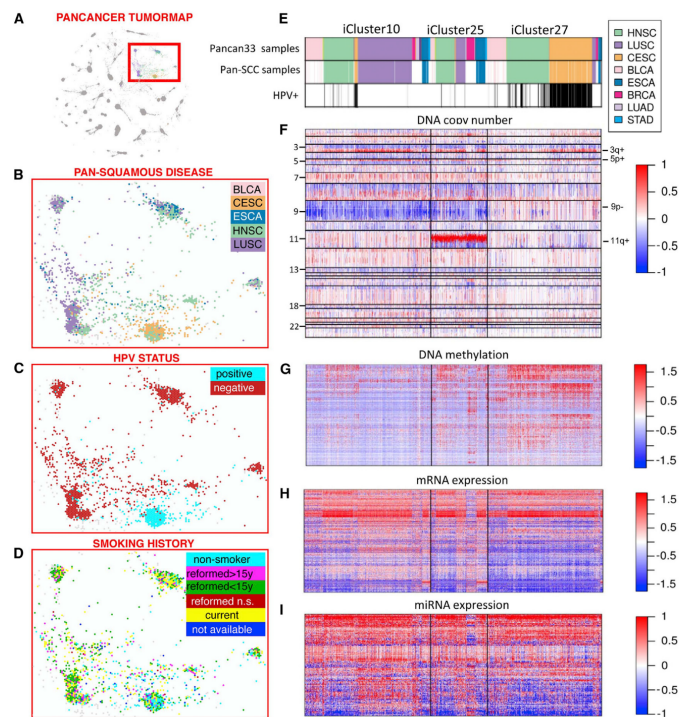 A
PANCANCER TUMORMAP
B
PAN-SQUAMOUS DISEASE
BLCA
CESC
ESCA
HNSC
LUSC
C
HPV STATUS
positive
negative
D
SMOKING HISTORY
non-smoker
reformed>15y
reformed<15y
reformed n.s.
current
not available
E
iCluster10 iCluster25 iCluster27
Pancan33 samples
Pan-SCC samples
HPV+
HNSC
LUSC
CESC
BLCA
ESCA
BRCA
LUAD
STAD
F
DNA coov number
3
5
7
9
11
13
18
22
3q+
5p+
9p-
11q+
1
0.5
0
-0.5
-1
G
DNA methylation
1.5
0.5
-0.5
-1.5
H
mRNA expression
1.5
0.5
-0.5
-1.5
I
miRNA expression
1
0.5
0
-0.5
-1